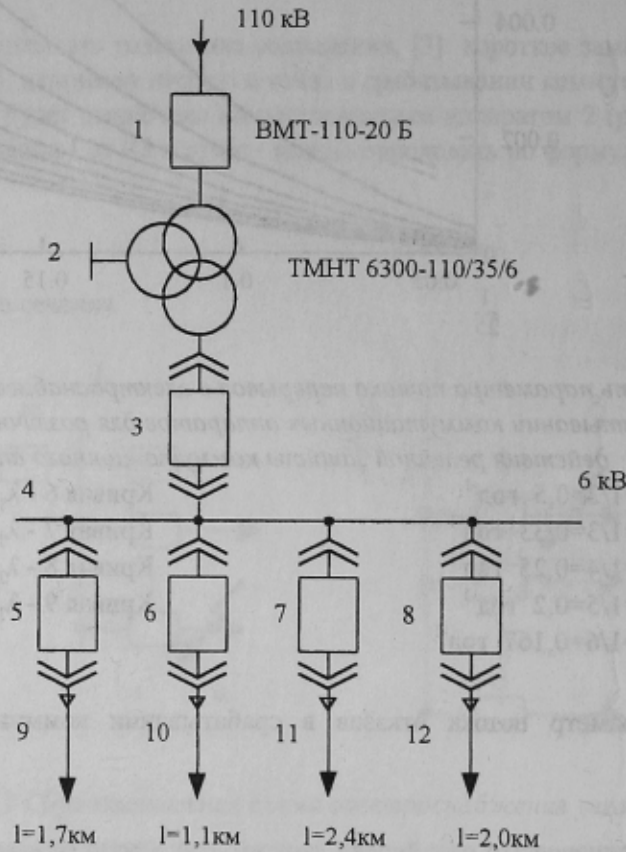 110 кВ
1 ВМТ-110-20 Б
2 ТМНТ 6300-110/35/6
3
4 6 кВ
5 6 7 8
9 10 11 12
l=1,7км l=1,1км l=2,4км l=2,0км